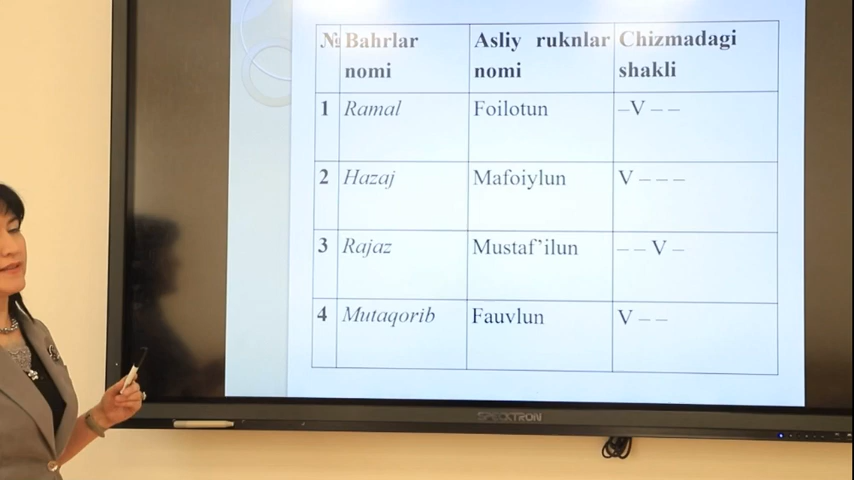 № Bahrlar nomi Asliy ruknlar nomi Chizmadagi shakli
1 Ramal Foilotun –V – –
2 Hazaj Mafoiylun V – – –
3 Rajaz Mustaf’ilun – – V –
4 Mutaqorib Fauvlun V – –
SPEKTRON